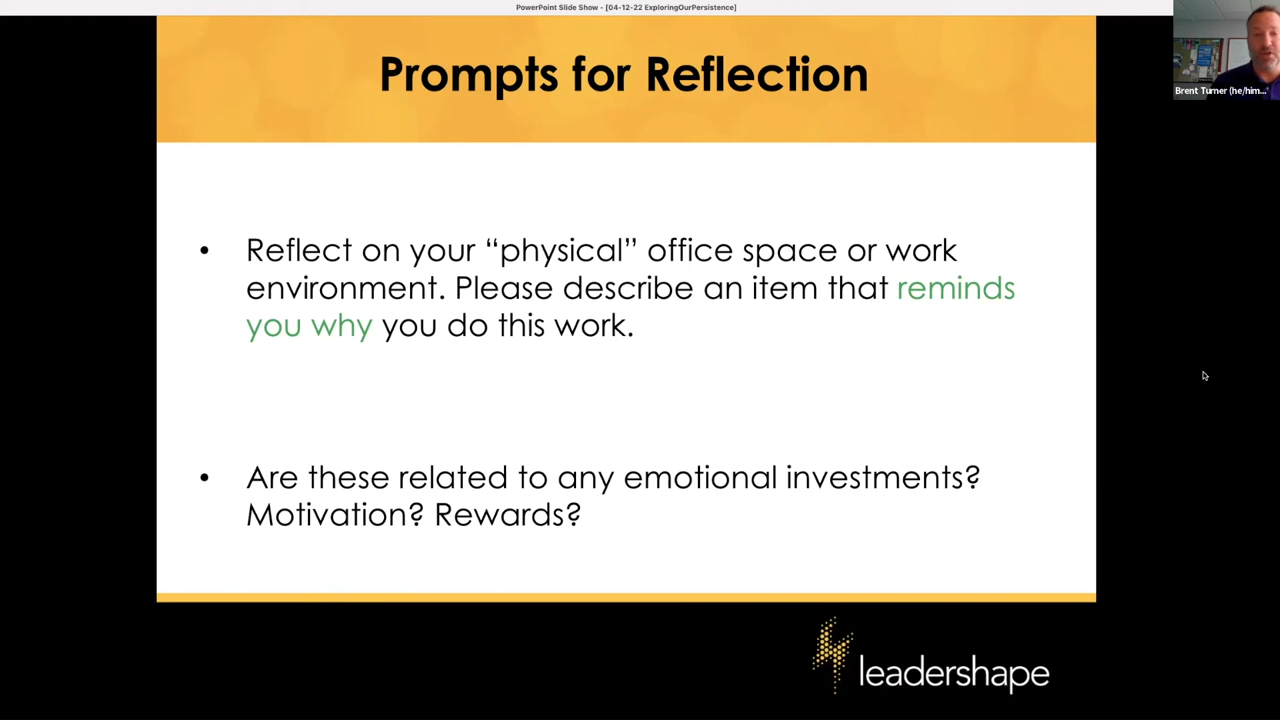 PowerPoint Slide Show - [04-12-22 ExploringOurPersistence]
Prompts for Reflection
Brent Turner (he/him...
• Reflect on your “physical” office space or work
environment. Please describe an item that reminds
you why you do this work.
• Are these related to any emotional investments?
Motivation? Rewards?
leadershape